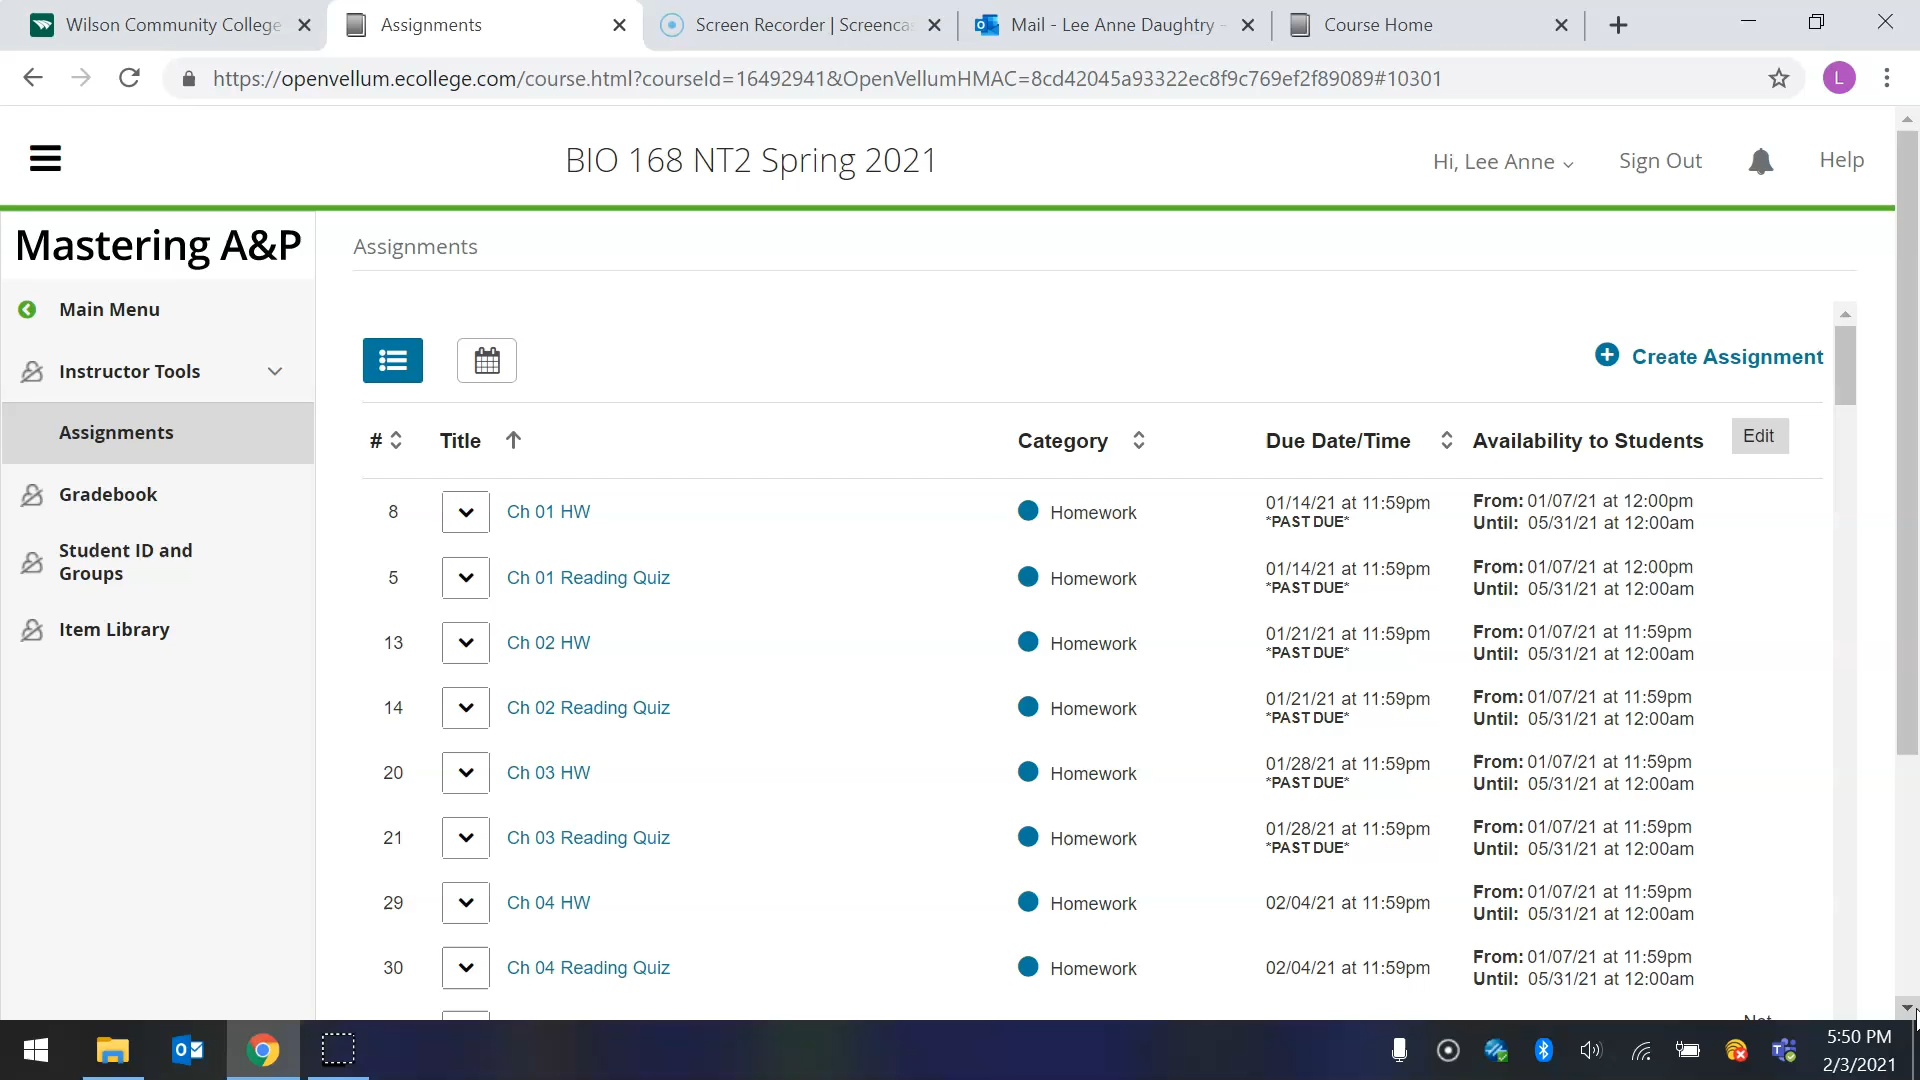 Wilson Community College
Assignments
Screen Recorder | Screenca
Mail - Lee Anne Daughtry -
Course Home
https://openvellum.ecollege.com/course.html?courseId=16492941&OpenVellumHMAC=8cd42045a93322ec8f9c769ef2f89089#10301
L
BIO 168 NT2 Spring 2021
Hi, Lee Anne
Sign Out
Help
Mastering A&P
Main Menu
Instructor Tools
Assignments
Gradebook
Student ID and
Groups
Item Library
Assignments
Create Assignment
# Title Category Due Date/Time Availability to Students Edit
8 Ch 01 HW Homework 01/14/21 at 11:59pm From: 01/07/21 at 12:00pm
*PAST DUE* Until: 05/31/21 at 12:00am
5 Ch 01 Reading Quiz Homework 01/14/21 at 11:59pm From: 01/07/21 at 12:00pm
*PAST DUE* Until: 05/31/21 at 12:00am
13 Ch 02 HW Homework 01/21/21 at 11:59pm From: 01/07/21 at 11:59pm
*PAST DUE* Until: 05/31/21 at 12:00am
14 Ch 02 Reading Quiz Homework 01/21/21 at 11:59pm From: 01/07/21 at 11:59pm
*PAST DUE* Until: 05/31/21 at 12:00am
20 Ch 03 HW Homework 01/28/21 at 11:59pm From: 01/07/21 at 11:59pm
*PAST DUE* Until: 05/31/21 at 12:00am
21 Ch 03 Reading Quiz Homework 01/28/21 at 11:59pm From: 01/07/21 at 11:59pm
*PAST DUE* Until: 05/31/21 at 12:00am
29 Ch 04 HW Homework 02/04/21 at 11:59pm From: 01/07/21 at 11:59pm
Until: 05/31/21 at 12:00am
30 Ch 04 Reading Quiz Homework 02/04/21 at 11:59pm From: 01/07/21 at 11:59pm
Until: 05/31/21 at 12:00am
5:50 PM
2/3/2021